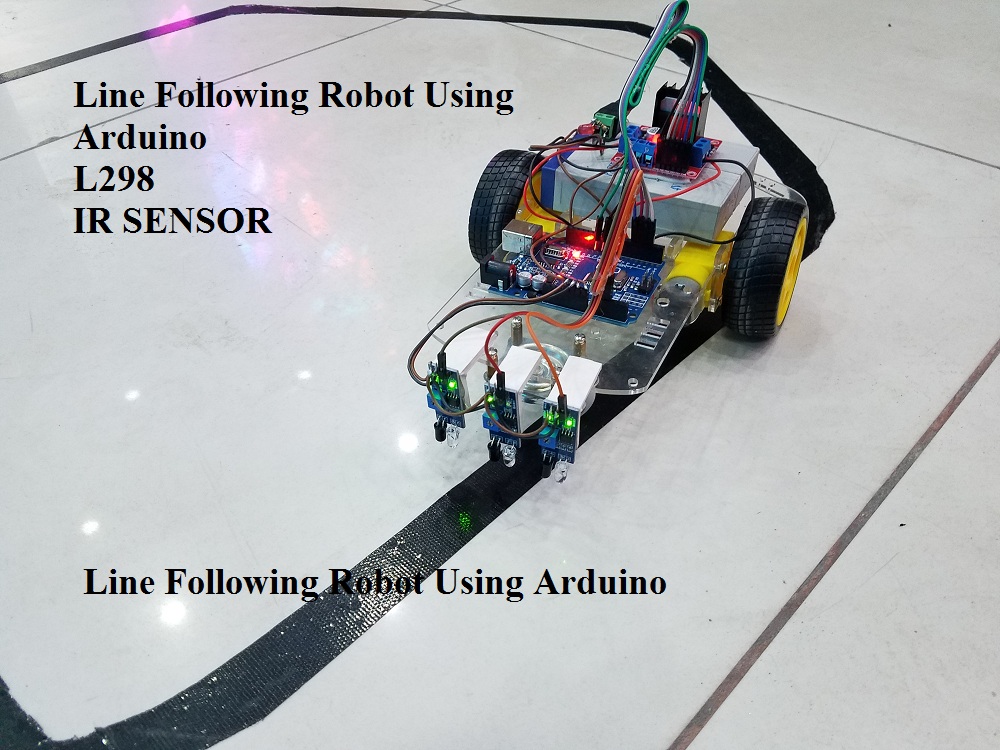 Line Following Robot Using
Arduino
L298
IR SENSOR
Line Following Robot Using Arduino